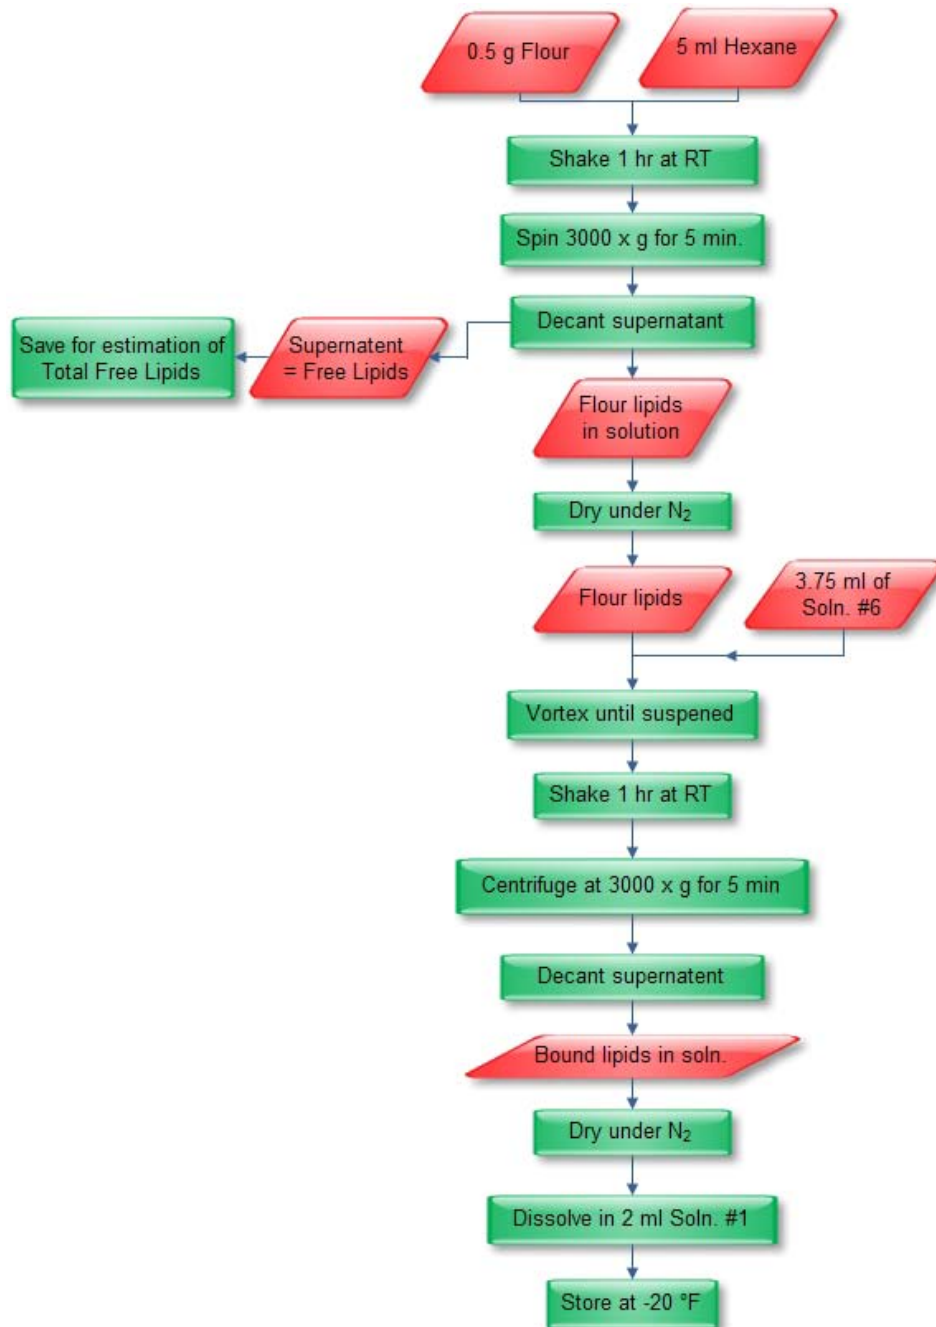 0.5 g Flour
5 ml Hexane
Shake 1 hr at RT
Spin 3000 x g for 5 min.
Decant supernatant
Supernatent
= Free Lipids
Save for estimation of
Total Free Lipids
Flour lipids
in solution
Dry under N₂
Flour lipids
3.75 ml of
Soln. #6
Vortex until suspened
Shake 1 hr at RT
Centrifuge at 3000 x g for 5 min
Decant supernatent
Bound lipids in soln.
Dry under N₂
Dissolve in 2 ml Soln. #1
Store at -20 °F